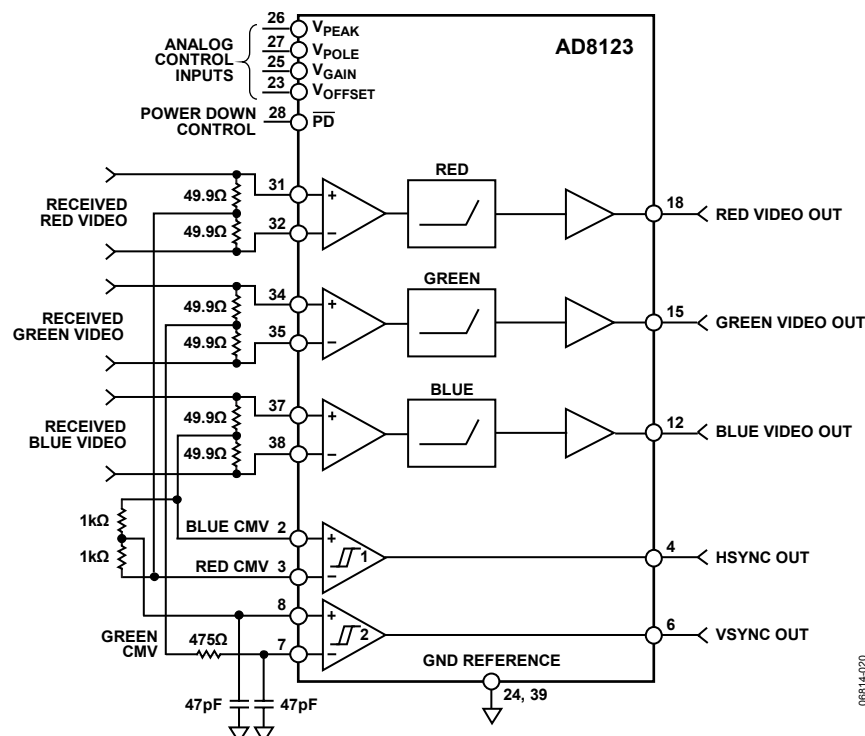 AD8123
ANALOG
CONTROL
INPUTS
26 VPEAK
27 VPOLE
25 VGAIN
23 VOFFSET
POWER DOWN
CONTROL
28 PD
RECEIVED
RED VIDEO
49.9Ω
49.9Ω
31 +
32 −
RED
18 RED VIDEO OUT
RECEIVED
GREEN VIDEO
49.9Ω
49.9Ω
34 +
35 −
GREEN
15 GREEN VIDEO OUT
RECEIVED
BLUE VIDEO
49.9Ω
49.9Ω
37 +
38 −
BLUE
12 BLUE VIDEO OUT
1kΩ
1kΩ
BLUE CMV 2 +
RED CMV 3 −
1
4 HSYNC OUT
8 +
GREEN
CMV
475Ω
7 −
2
6 VSYNC OUT
GND REFERENCE
24, 39
47pF
47pF
06814-020